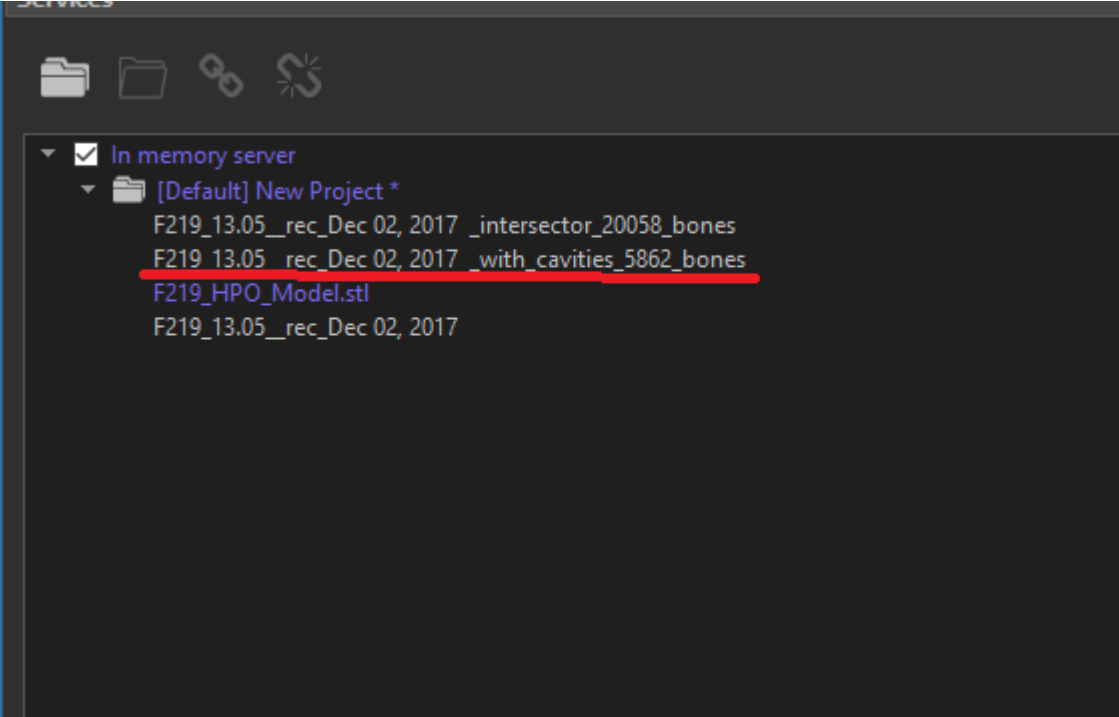 Services
In memory server
[Default] New Project *
F219_13.05__rec_Dec 02, 2017 _intersector_20058_bones
F219_13.05__rec_Dec 02, 2017 _with_cavities_5862_bones
F219_HPO_Model.stl
F219_13.05__rec_Dec 02, 2017